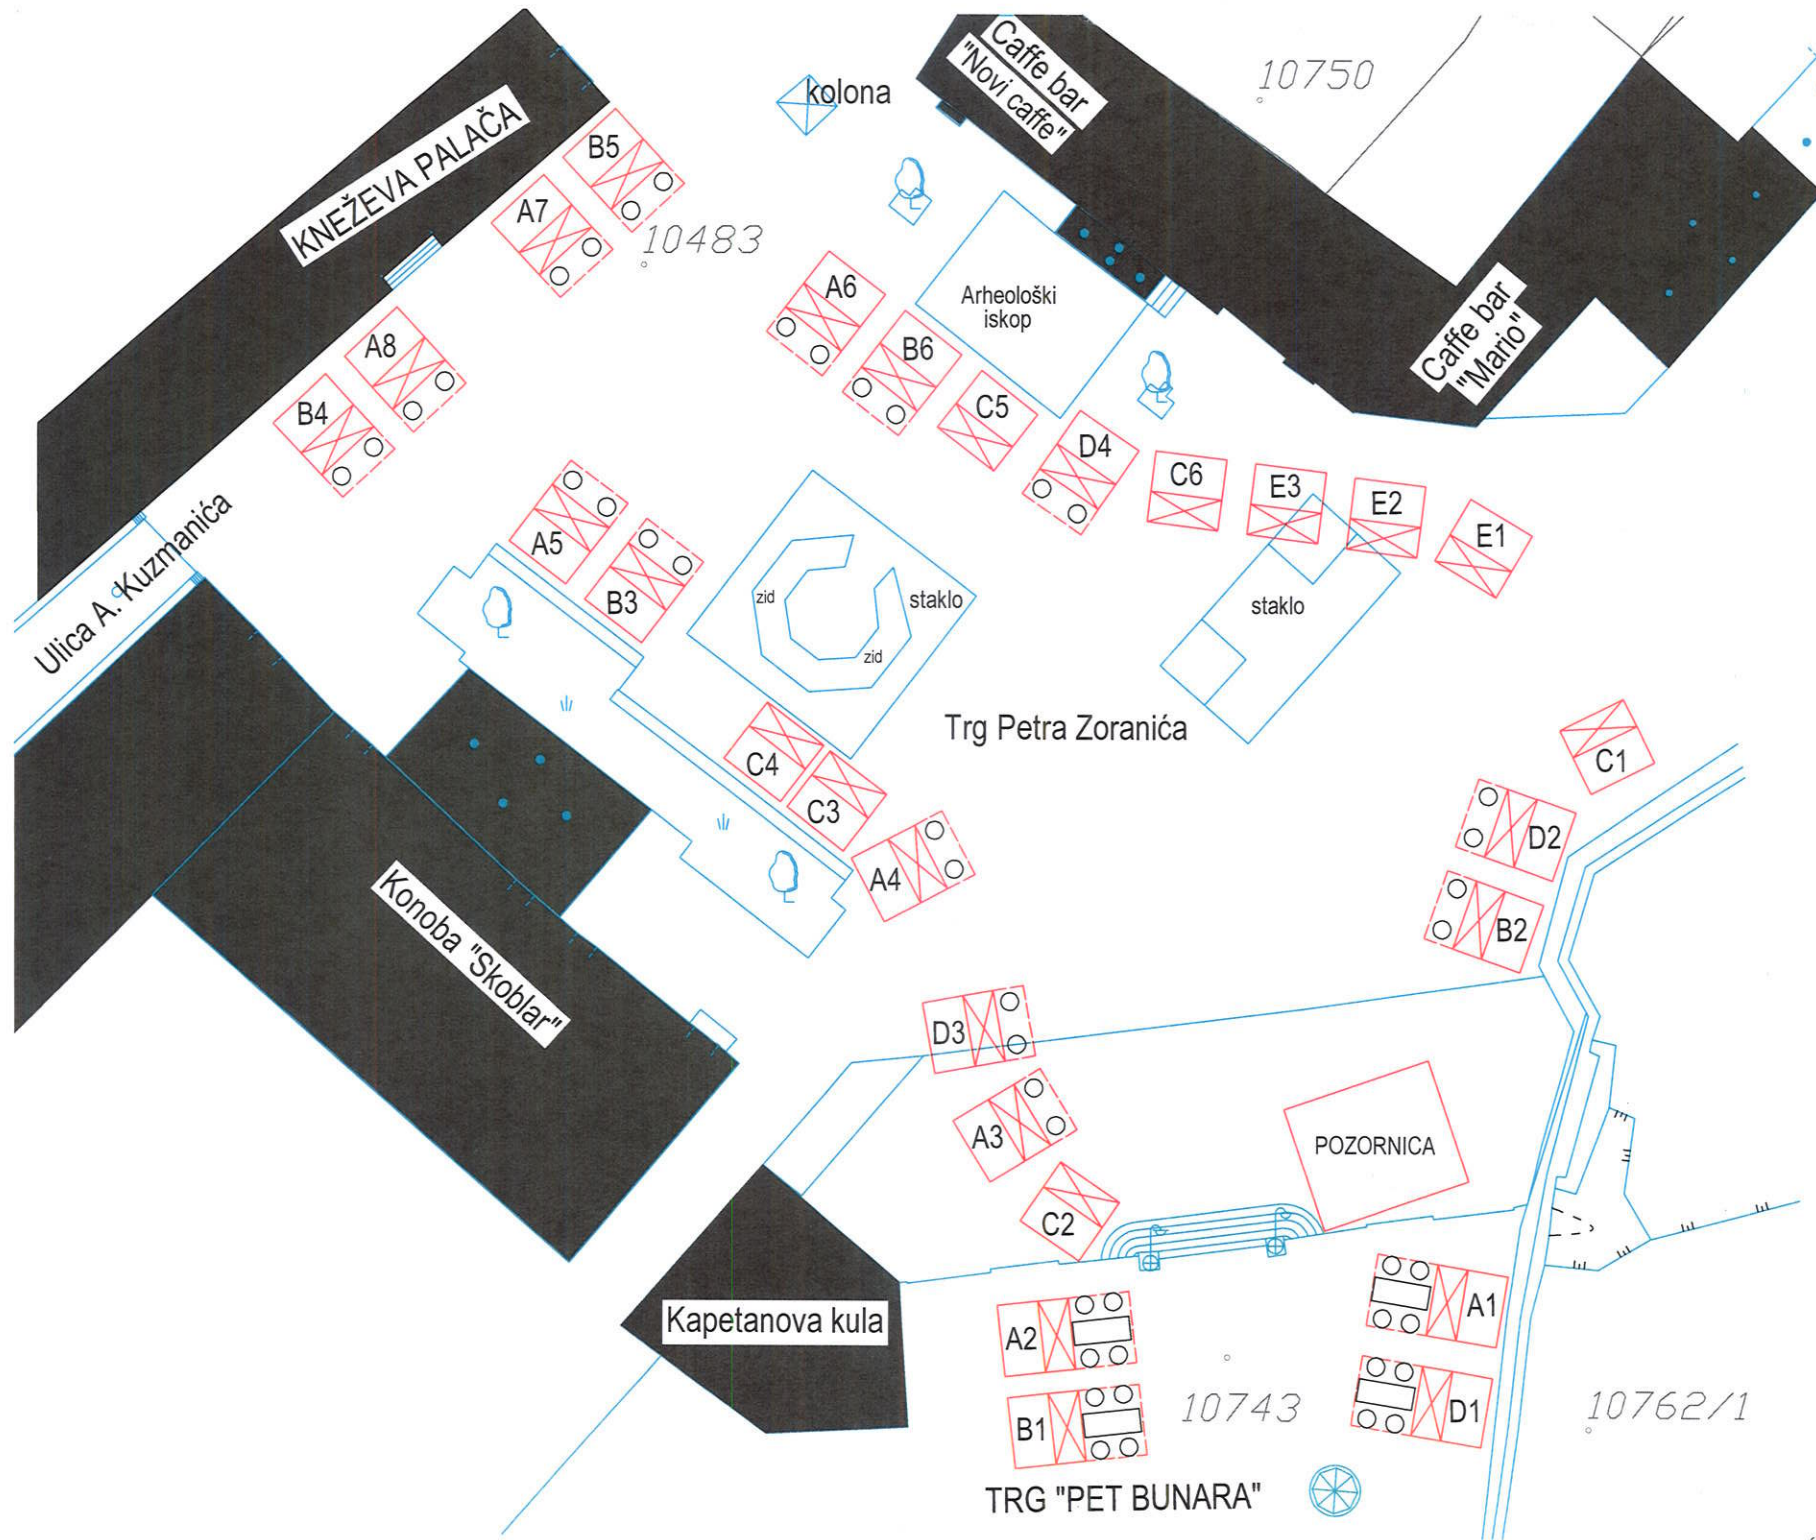 Caffe bar
"Novi caffe"
10750
kolona
KNEŽEVA PALAČA
B5
A7
10483
A6
Arheološki
iskop
B6
Caffe bar
"Mario"
A8
B4
C5
D4
C6
E3
E2
E1
A5
B3
Ulica A. Kuzmanića
zid
staklo
zid
staklo
Trg Petra Zoranića
C4
C3
C1
D2
A4
B2
Konoba "Skoblar"
D3
A3
POZORNICA
C2
Kapetanova kula
A2
A1
B1
D1
10743
10762/1
TRG "PET BUNARA"